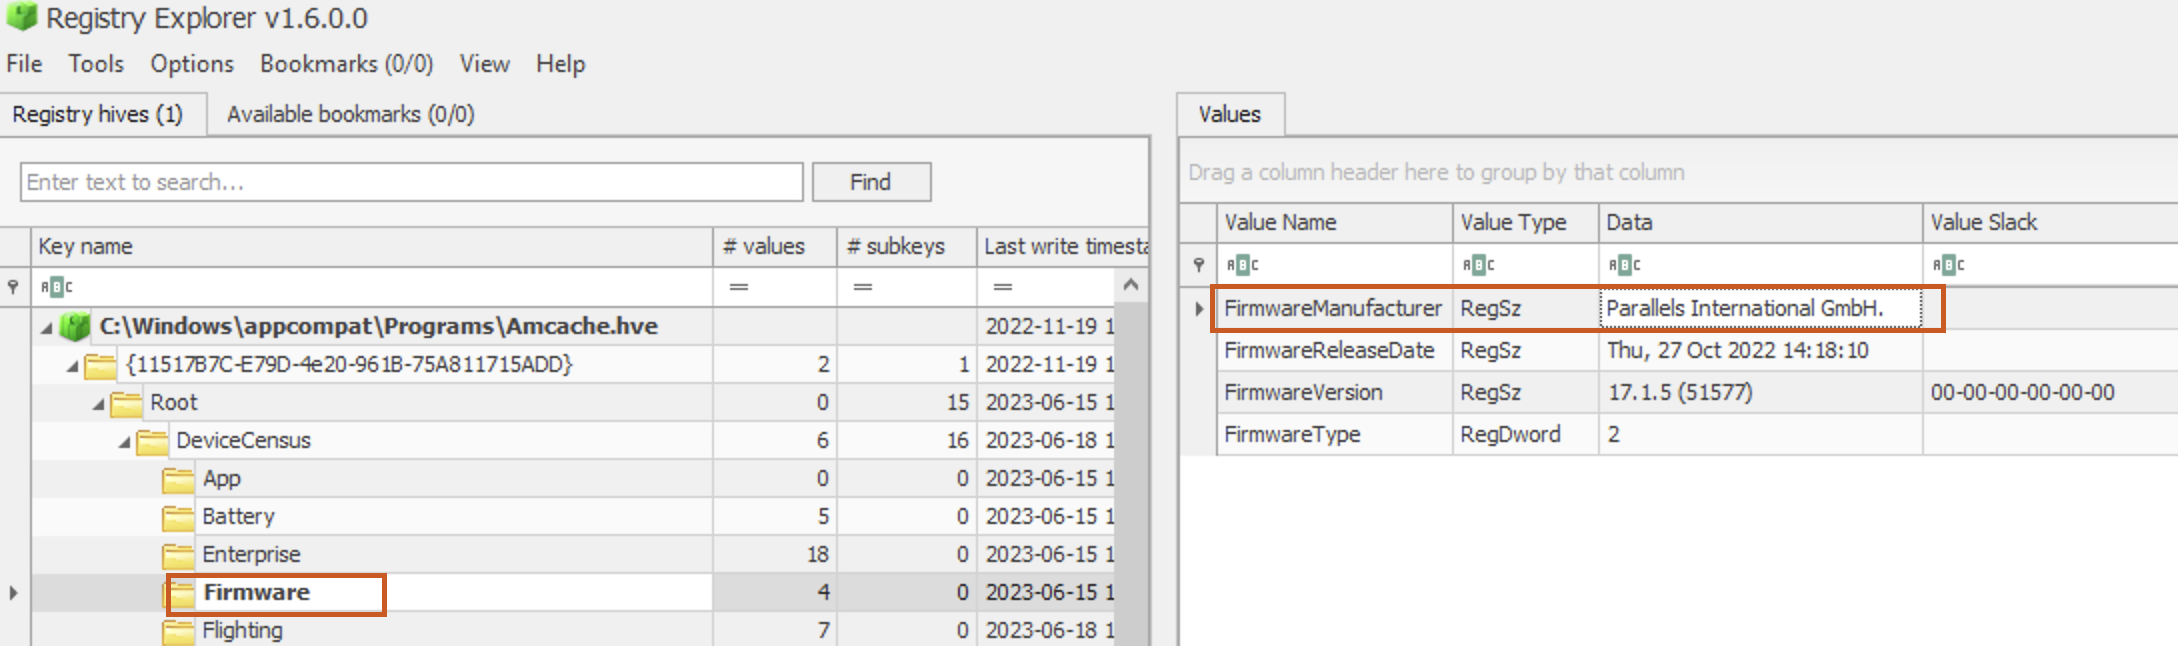 Registry Explorer v1.6.0.0
File Tools Options Bookmarks (0/0) View Help
Registry hives (1) Available bookmarks (0/0)
Enter text to search... Find
Key name # values # subkeys Last write timesta
ABC = = =
C:\Windows\appcompat\Programs\Amcache.hve 2022-11-19 1
{11517B7C-E79D-4e20-961B-75A811715ADD} 2 1 2022-11-19 1
Root 0 15 2023-06-15 1
DeviceCensus 6 16 2023-06-18 1
App 0 0 2023-06-15 1
Battery 5 0 2023-06-15 1
Enterprise 18 0 2023-06-15 1
Firmware 4 0 2023-06-15 1
Flighting 7 0 2023-06-18 1
Values
Drag a column header here to group by that column
Value Name Value Type Data Value Slack
ABC ABC ABC ABC
FirmwareManufacturer RegSz Parallels International GmbH.
FirmwareReleaseDate RegSz Thu, 27 Oct 2022 14:18:10
FirmwareVersion RegSz 17.1.5 (51577) 00-00-00-00-00-00
FirmwareType RegDword 2